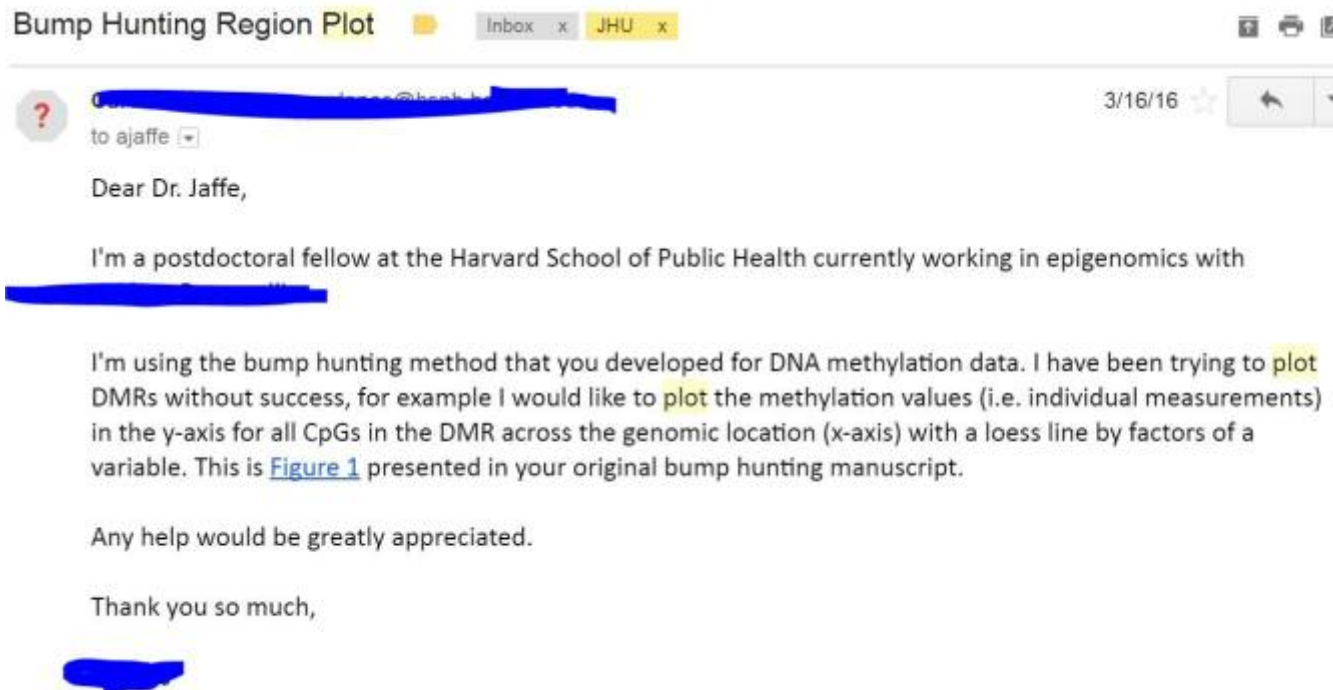 Bump Hunting Region Plot Inbox x JHU x
3/16/16
to ajaffe
Dear Dr. Jaffe,
I'm a postdoctoral fellow at the Harvard School of Public Health currently working in epigenomics with
I'm using the bump hunting method that you developed for DNA methylation data. I have been trying to plot
DMRs without success, for example I would like to plot the methylation values (i.e. individual measurements)
in the y-axis for all CpGs in the DMR across the genomic location (x-axis) with a loess line by factors of a
variable. This is Figure 1 presented in your original bump hunting manuscript.
Any help would be greatly appreciated.
Thank you so much,